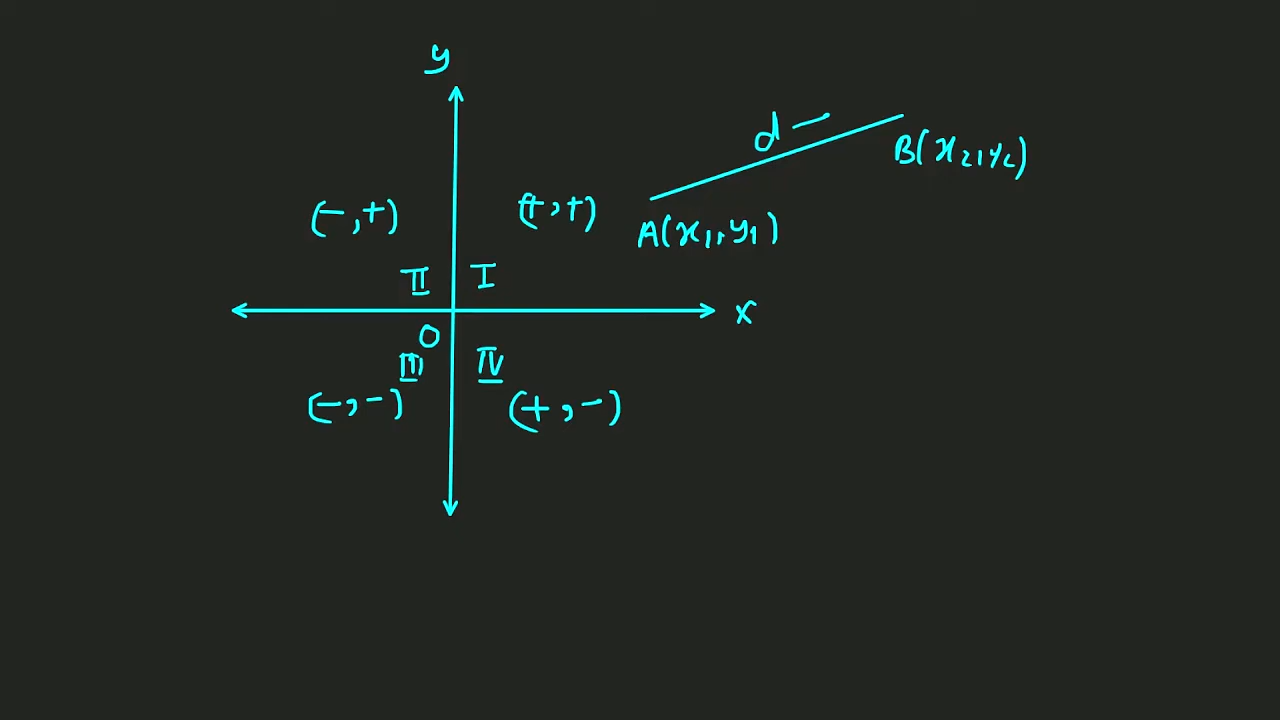 y
d
B(x₂,y₂)
(-,+)
(+,+)
A(x₁,y₁)
II I
x
O
III IV
(-,-) (+,-)